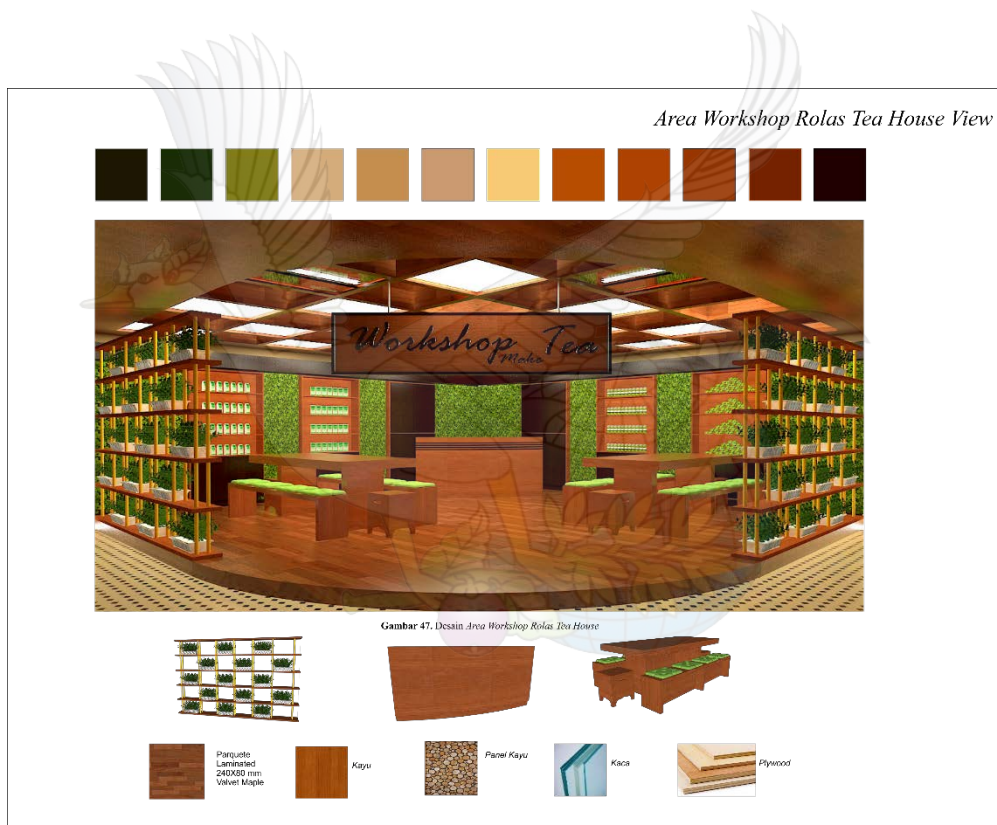 Area Workshop Rolas Tea House View
Workshop Tea
Make
Gambar 47. Desain Area Workshop Rolas Tea House
Parquete
Laminated
240X80 mm
Valvet Maple
Kayu
Panel Kayu
Kaca
Plywood